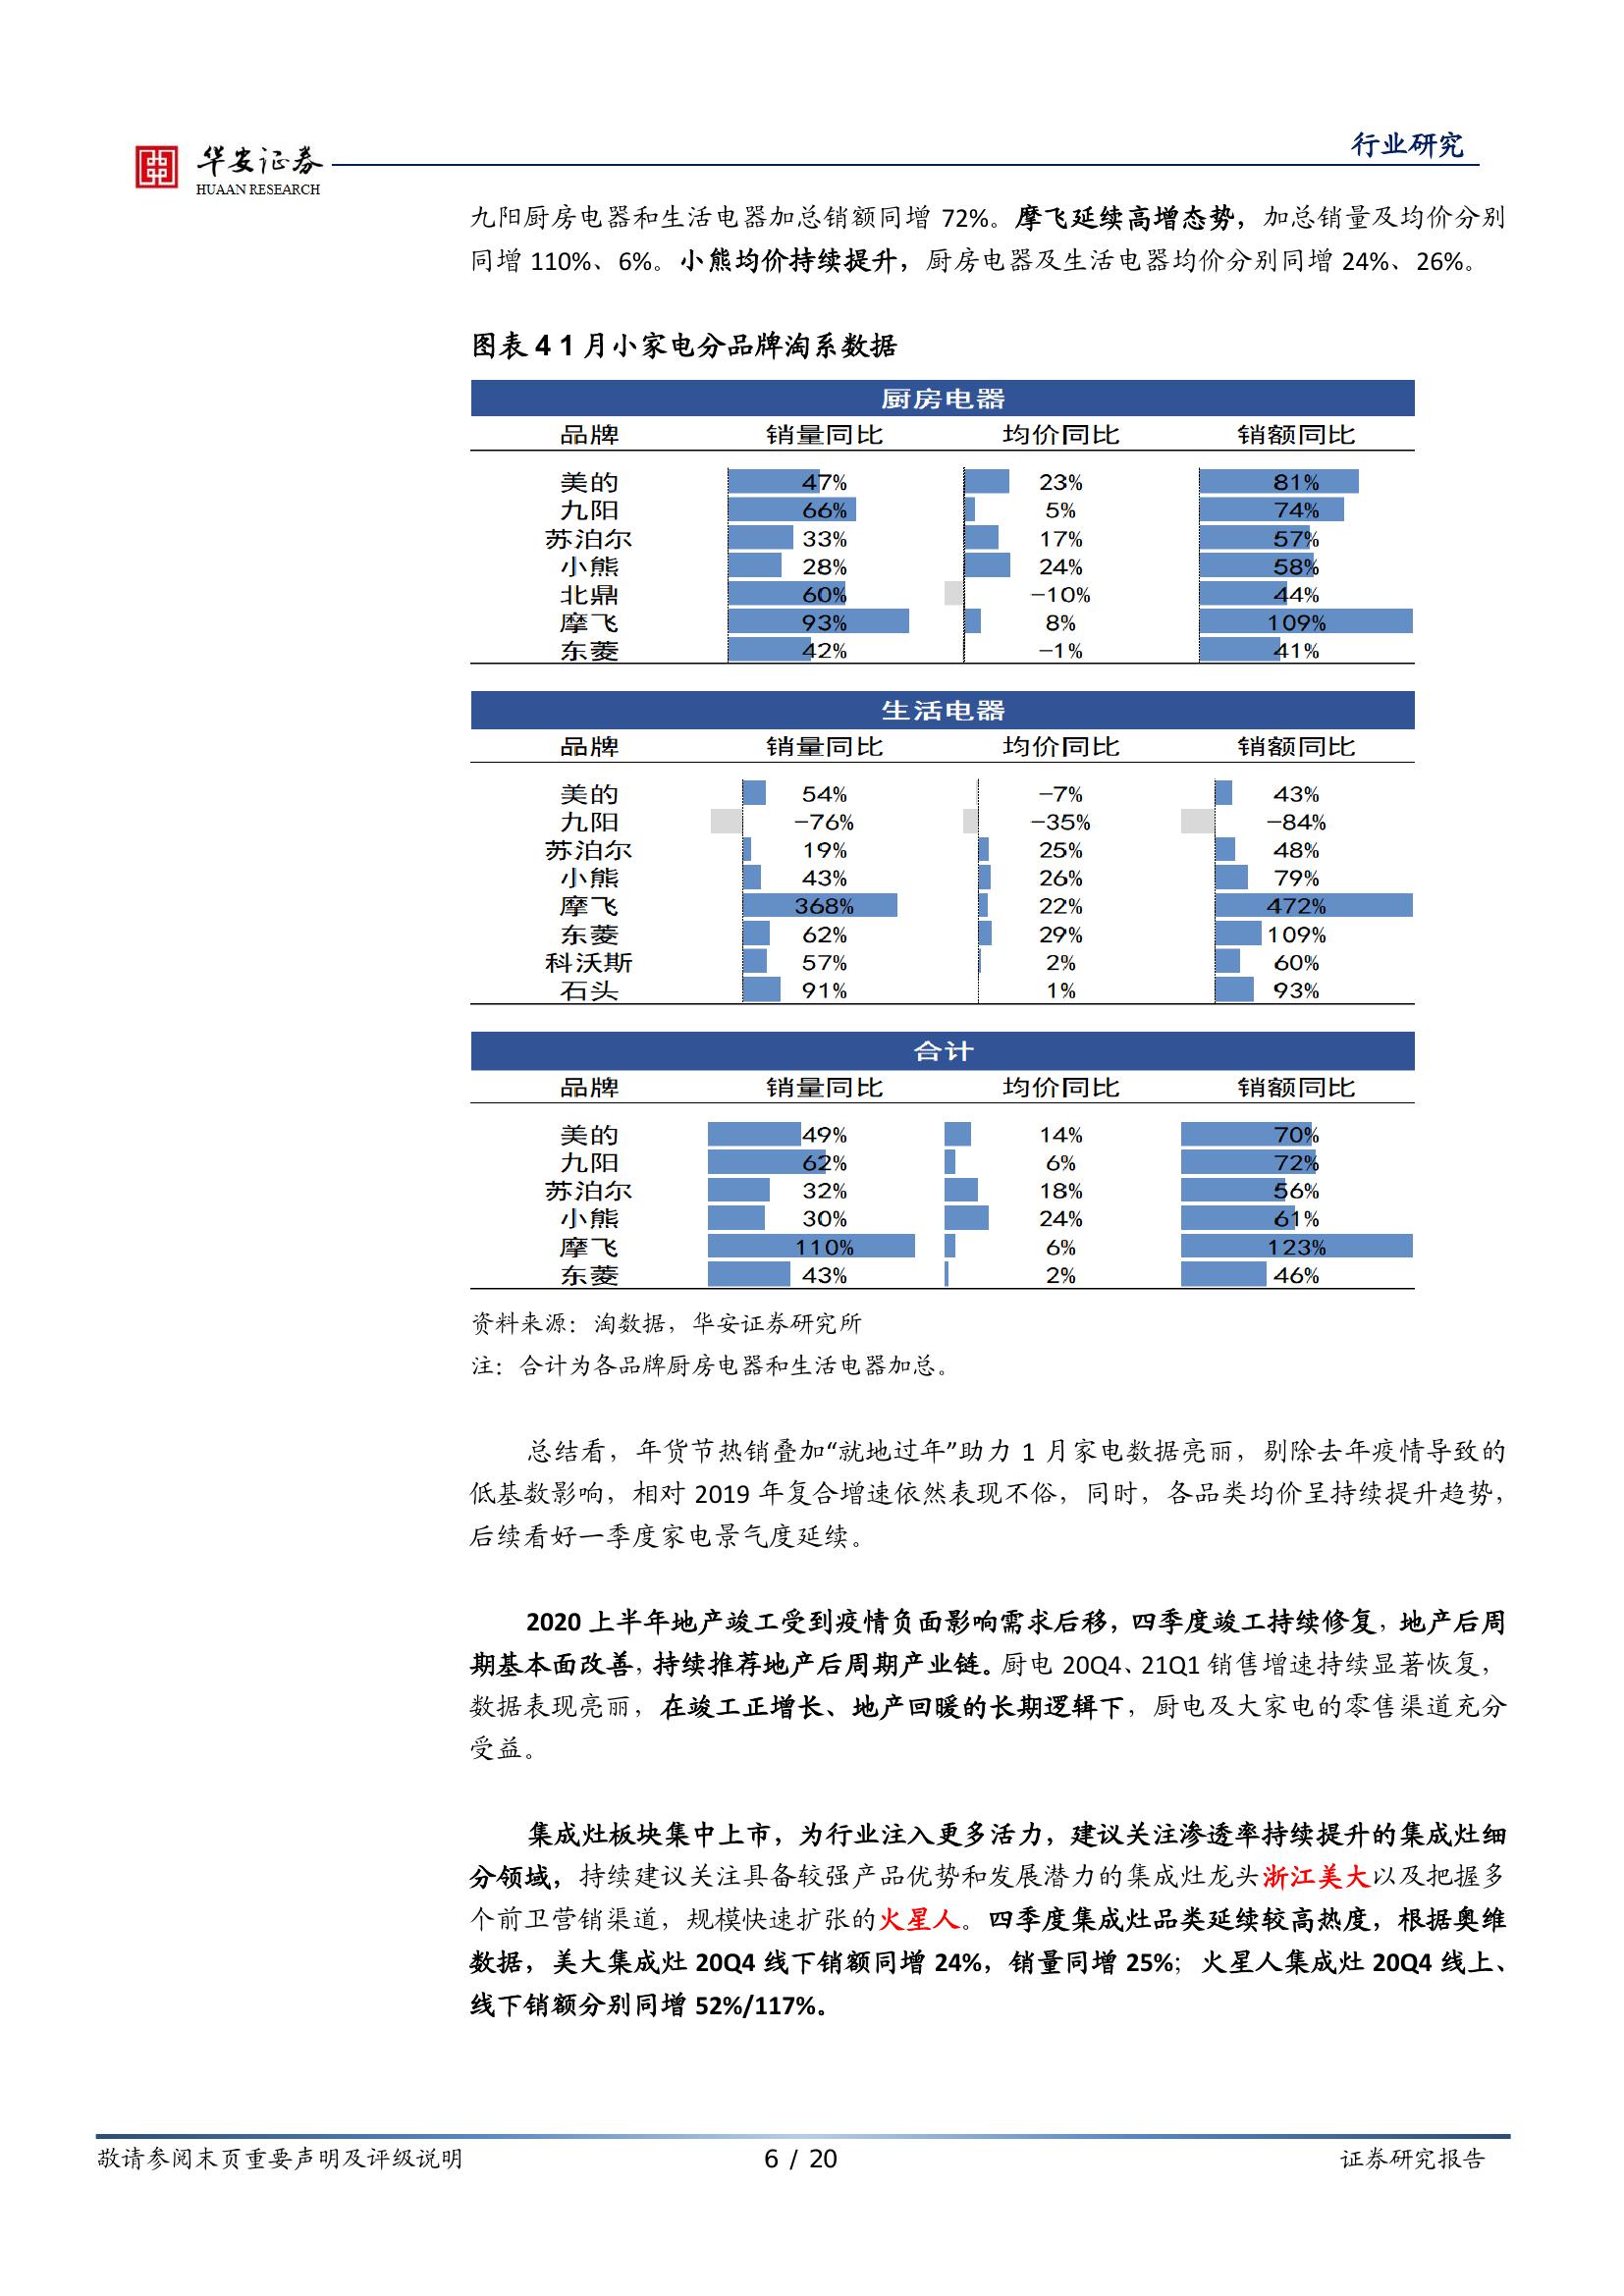 行业研究
华安证券
HUAAN RESEARCH
九阳厨房电器和生活电器加总销额同增 72%。摩飞延续高增态势，加总销量及均价分别
同增 110%、6%。小熊均价持续提升，厨房电器及生活电器均价分别同增 24%、26%。
图表 4 1 月小家电分品牌淘系数据
厨房电器
品牌 销量同比 均价同比 销额同比
美的 47% 23% 81%
九阳 66% 5% 74%
苏泊尔 33% 17% 57%
小熊 28% 24% 58%
北鼎 60% −10% 44%
摩飞 93% 8% 109%
东菱 42% −1% 41%
生活电器
品牌 销量同比 均价同比 销额同比
美的 54% −7% 43%
九阳 −76% −35% −84%
苏泊尔 19% 25% 48%
小熊 43% 26% 79%
摩飞 368% 22% 472%
东菱 62% 29% 109%
科沃斯 57% 2% 60%
石头 91% 1% 93%
合计
品牌 销量同比 均价同比 销额同比
美的 49% 14% 70%
九阳 62% 6% 72%
苏泊尔 32% 18% 56%
小熊 30% 24% 61%
摩飞 110% 6% 123%
东菱 43% 2% 46%
资料来源：淘数据，华安证券研究所
注：合计为各品牌厨房电器和生活电器加总。
总结看，年货节热销叠加“就地过年”助力 1 月家电数据亮丽，剔除去年疫情导致的
低基数影响，相对 2019 年复合增速依然表现不俗，同时，各品类均价呈持续提升趋势，
后续看好一季度家电景气度延续。
2020 上半年地产竣工受到疫情负面影响需求后移，四季度竣工持续修复，地产后周
期基本面改善，持续推荐地产后周期产业链。厨电 20Q4、21Q1 销售增速持续显著恢复，
数据表现亮丽，在竣工正增长、地产回暖的长期逻辑下，厨电及大家电的零售渠道充分
受益。
集成灶板块集中上市，为行业注入更多活力，建议关注渗透率持续提升的集成灶细
分领域，持续建议关注具备较强产品优势和发展潜力的集成灶龙头浙江美大以及把握多
个前卫营销渠道，规模快速扩张的火星人。四季度集成灶品类延续较高热度，根据奥维
数据，美大集成灶 20Q4 线下销额同增 24%，销量同增 25%；火星人集成灶 20Q4 线上、
线下销额分别同增 52%/117%。
敬请参阅末页重要声明及评级说明 6 / 20 证券研究报告